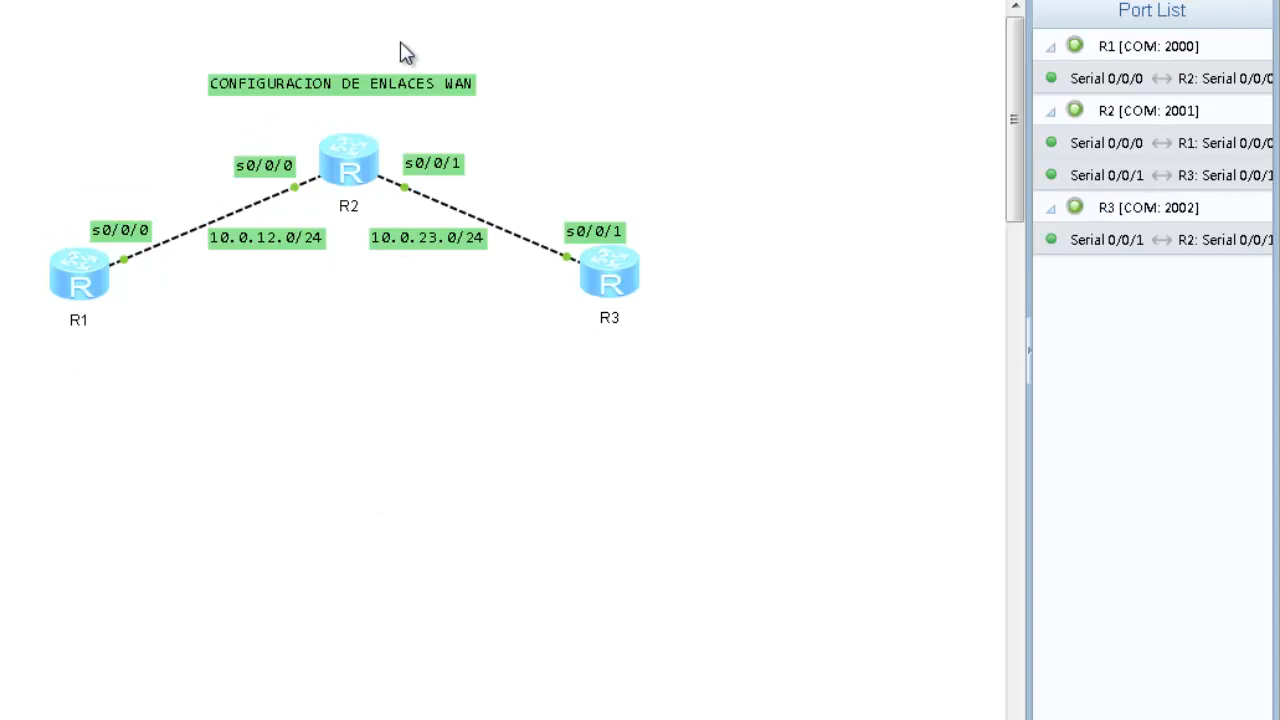 CONFIGURACION DE ENLACES WAN
s0/0/0
R
s0/0/1
R2
s0/0/0
10.0.12.0/24
10.0.23.0/24
s0/0/1
R
R1
R
R3
Port List
R1 [COM: 2000]
Serial 0/0/0 R2: Serial 0/0/0
R2 [COM: 2001]
Serial 0/0/0 R1: Serial 0/0/0
Serial 0/0/1 R3: Serial 0/0/1
R3 [COM: 2002]
Serial 0/0/1 R2: Serial 0/0/1